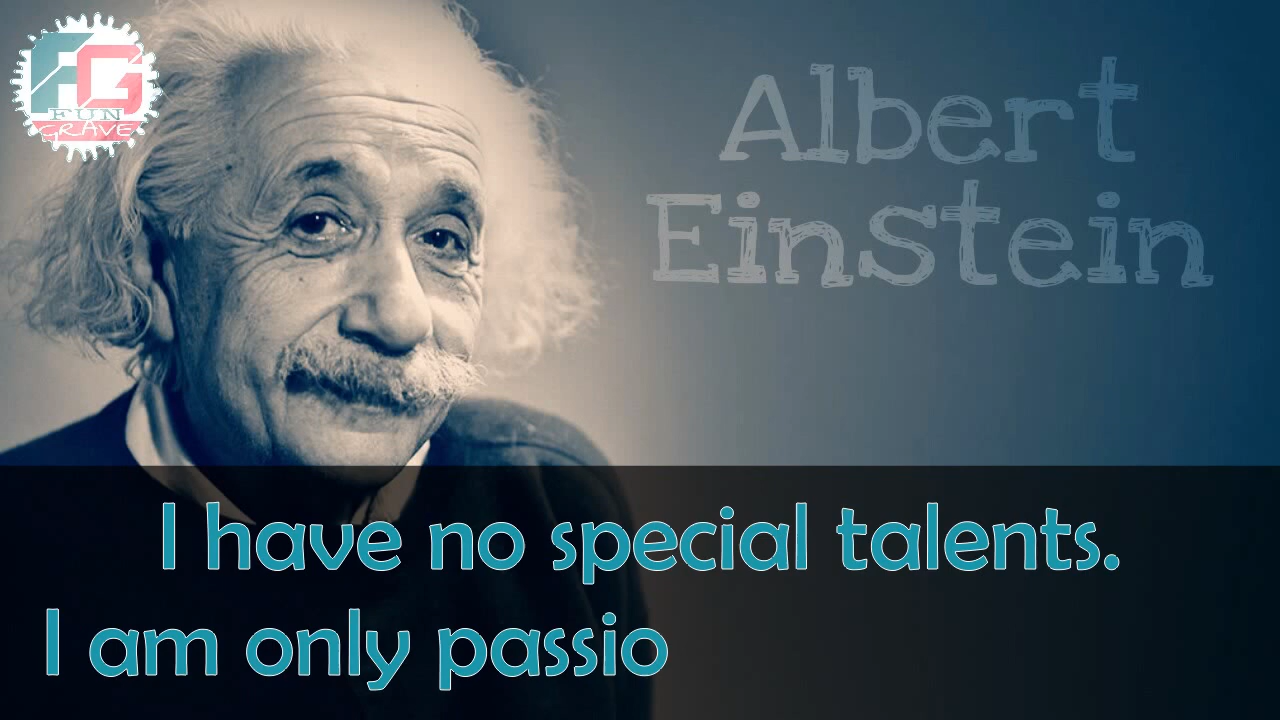 FG
FUN
GRAVE
Albert
Einstein
I have no special talents.
I am only passio